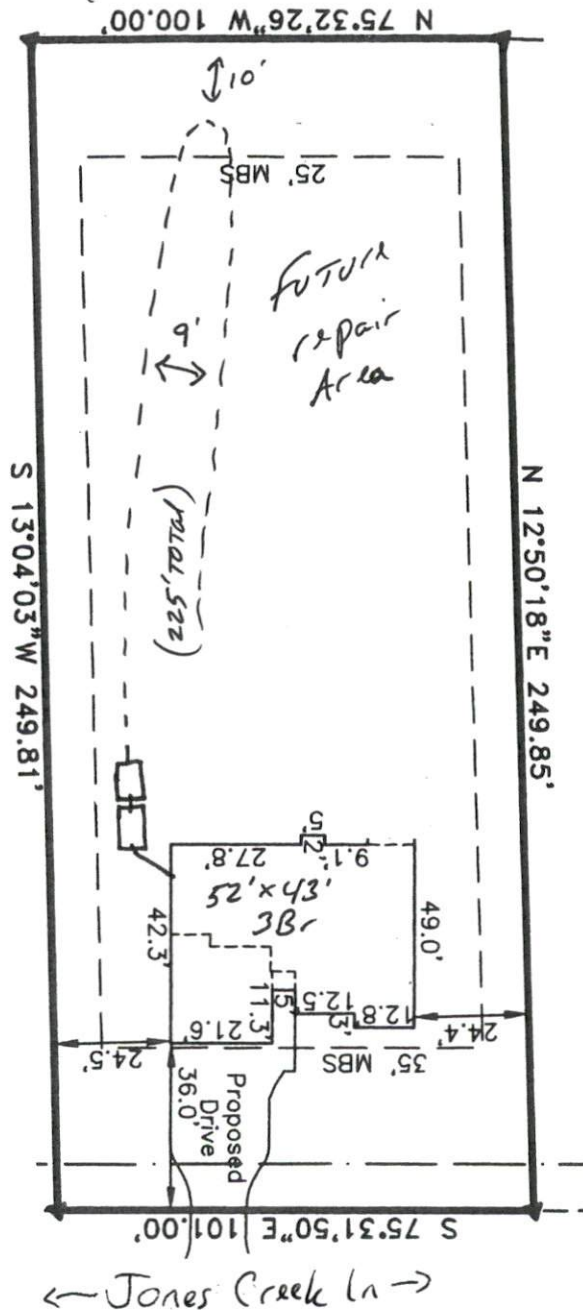 N 75°32'26"W 100.00'
10'
25' MBS
Future
repair
Area
9'
S 13°04'03"W 249.81'
N 12°50'18"E 249.85'
5'
2'
27.8'
9.1'
52'x43'
3Br
42.3'
49.0'
11.3'
5'
12.5
3'
12.8'
21.6'
24.5'
24.4'
35' MBS
36.0'
Proposed
Drive
S 75°31'50"E 101.00'
<- Jones Creek Ln ->